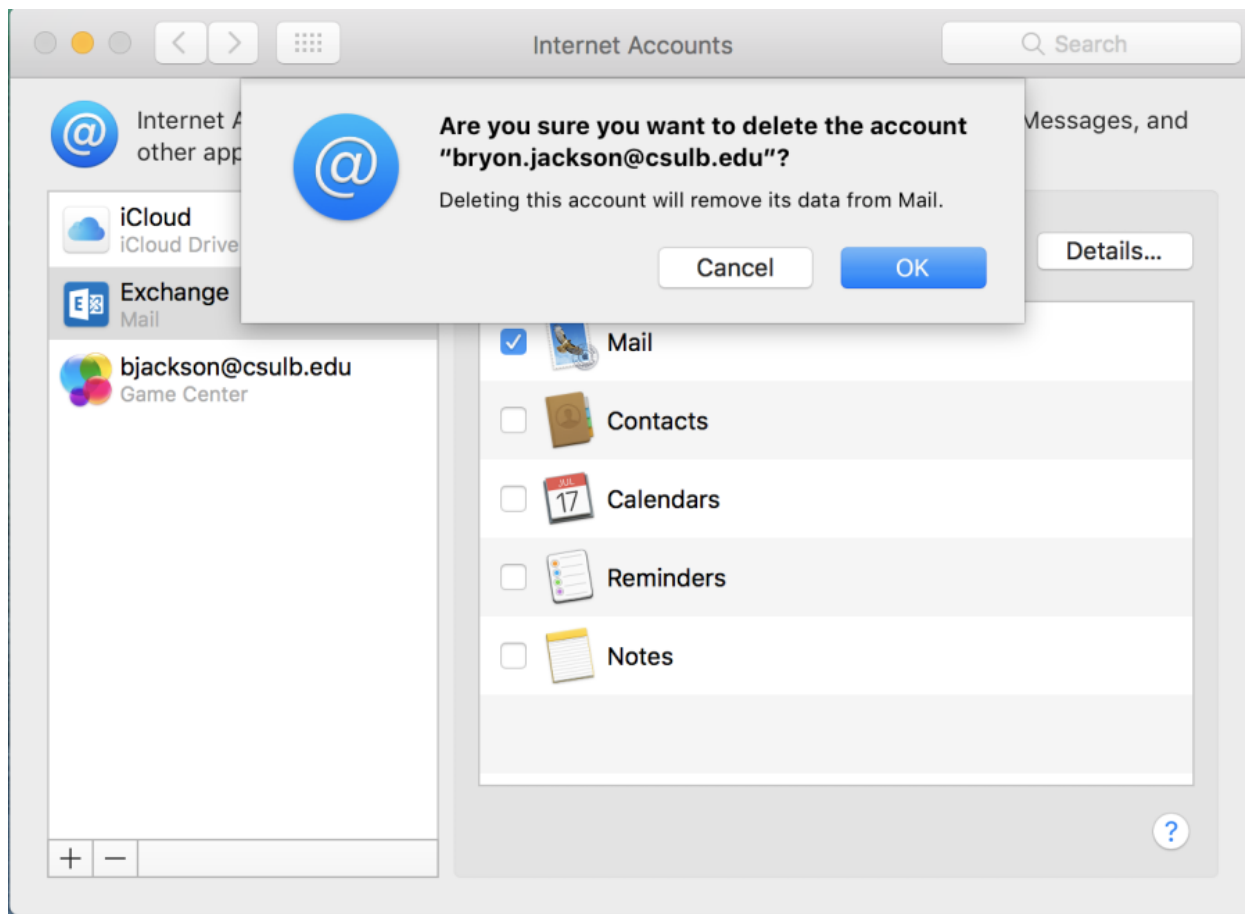 Internet Accounts
Search
Internet
other app
Messages, and
Are you sure you want to delete the account
“bryon.jackson@csulb.edu”?
Deleting this account will remove its data from Mail.
Cancel
OK
iCloud
iCloud Drive
Exchange
Mail
bjackson@csulb.edu
Game Center
Details...
Mail
Contacts
JUL
17
Calendars
Reminders
Notes
+
−
?